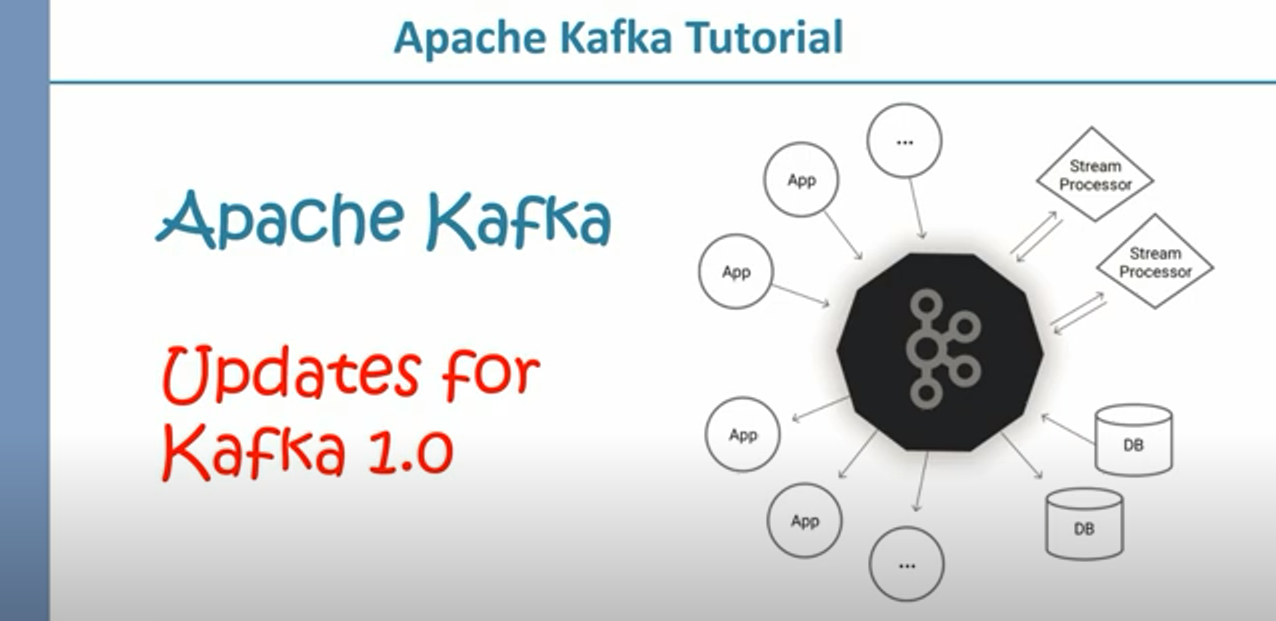 Apache Kafka Tutorial
Apache Kafka
Updates for
Kafka 1.0
...
App
App
Stream
Processor
Stream
Processor
App
App
...
DB
DB